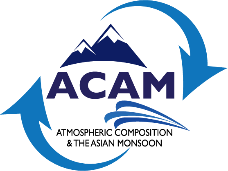 ACAM
ATMOSPHERIC COMPOSITION
& THE ASIAN MONSOON